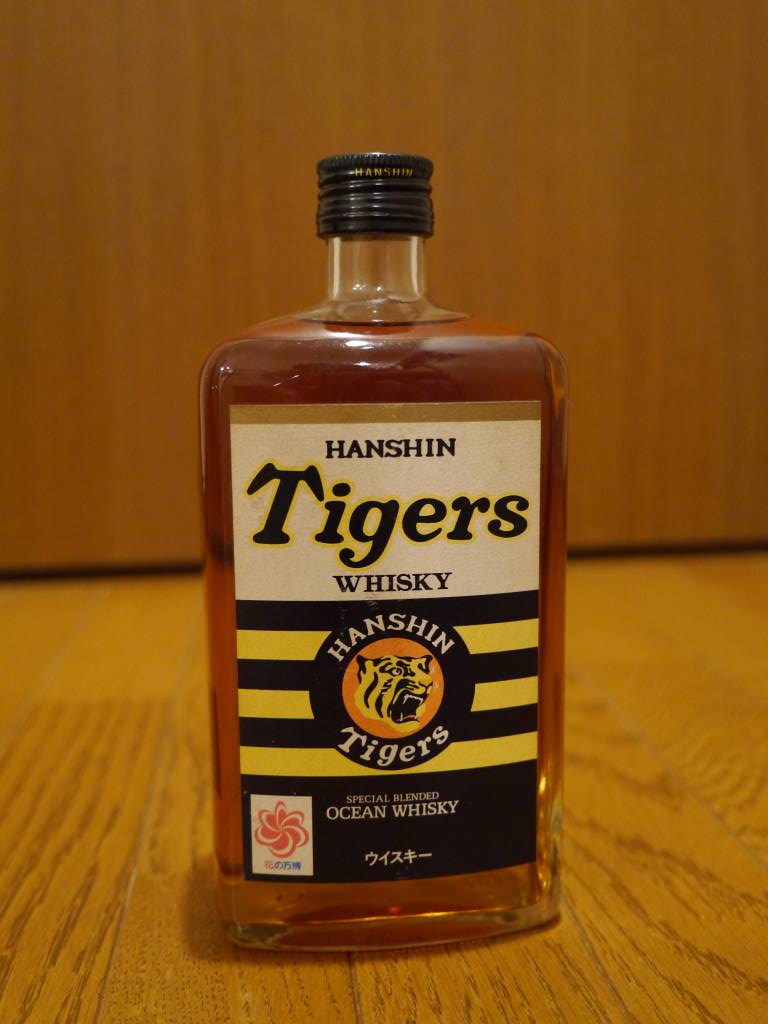 HANSHIN
HANSHIN
Tigers
WHISKY
HANSHIN
Tigers
SPECIAL BLENDED
OCEAN WHISKY
花の万博
ウイスキー